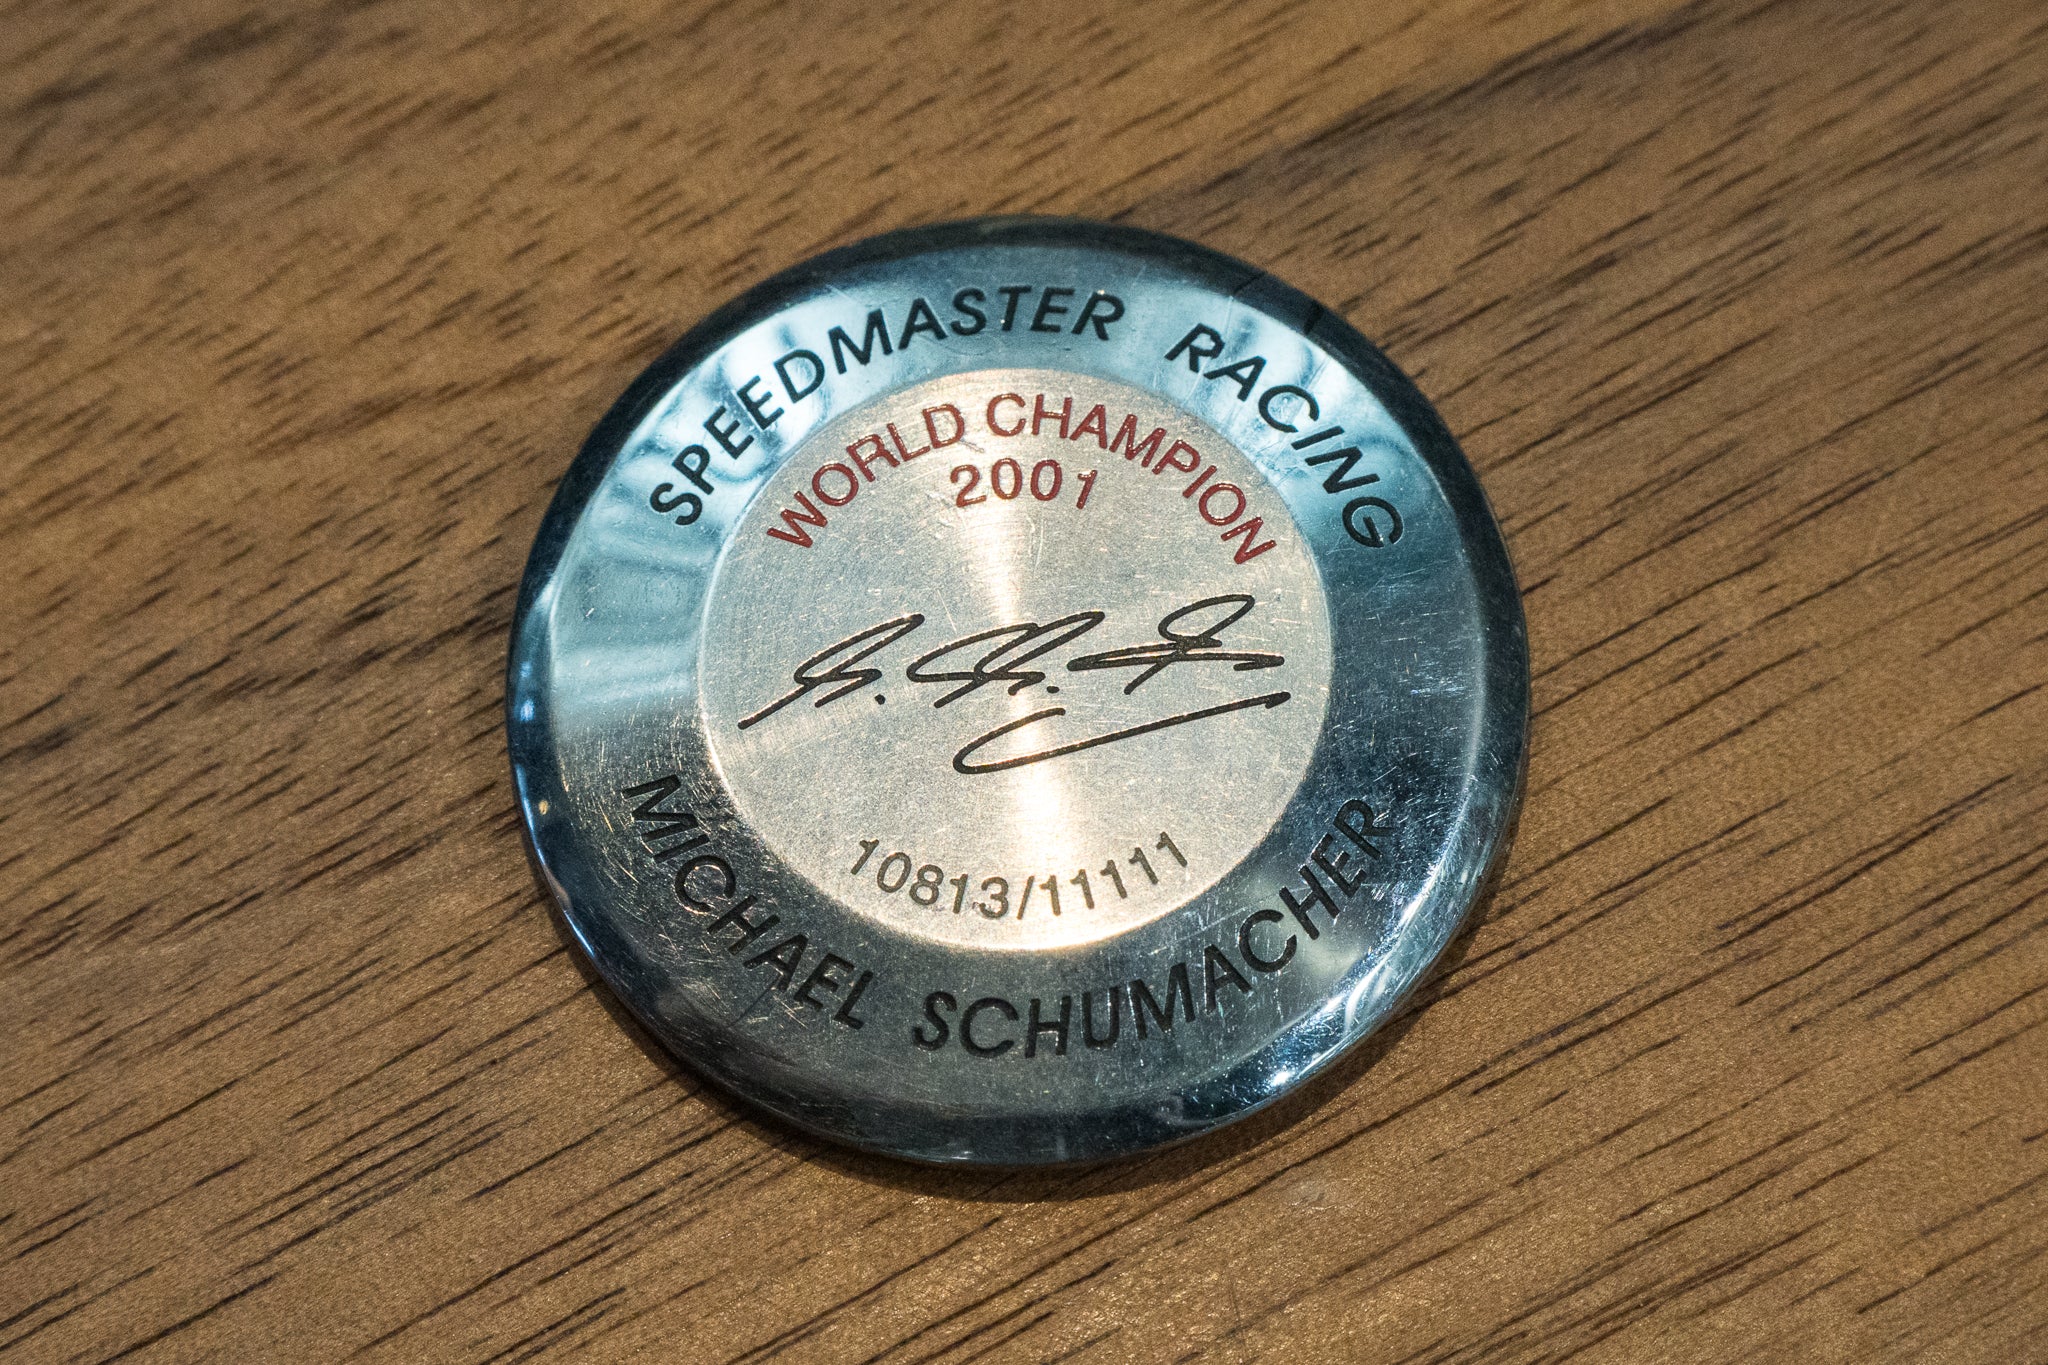 SPEEDMASTER RACING
WORLD CHAMPION
2001
10813/11111
MICHAEL SCHUMACHER